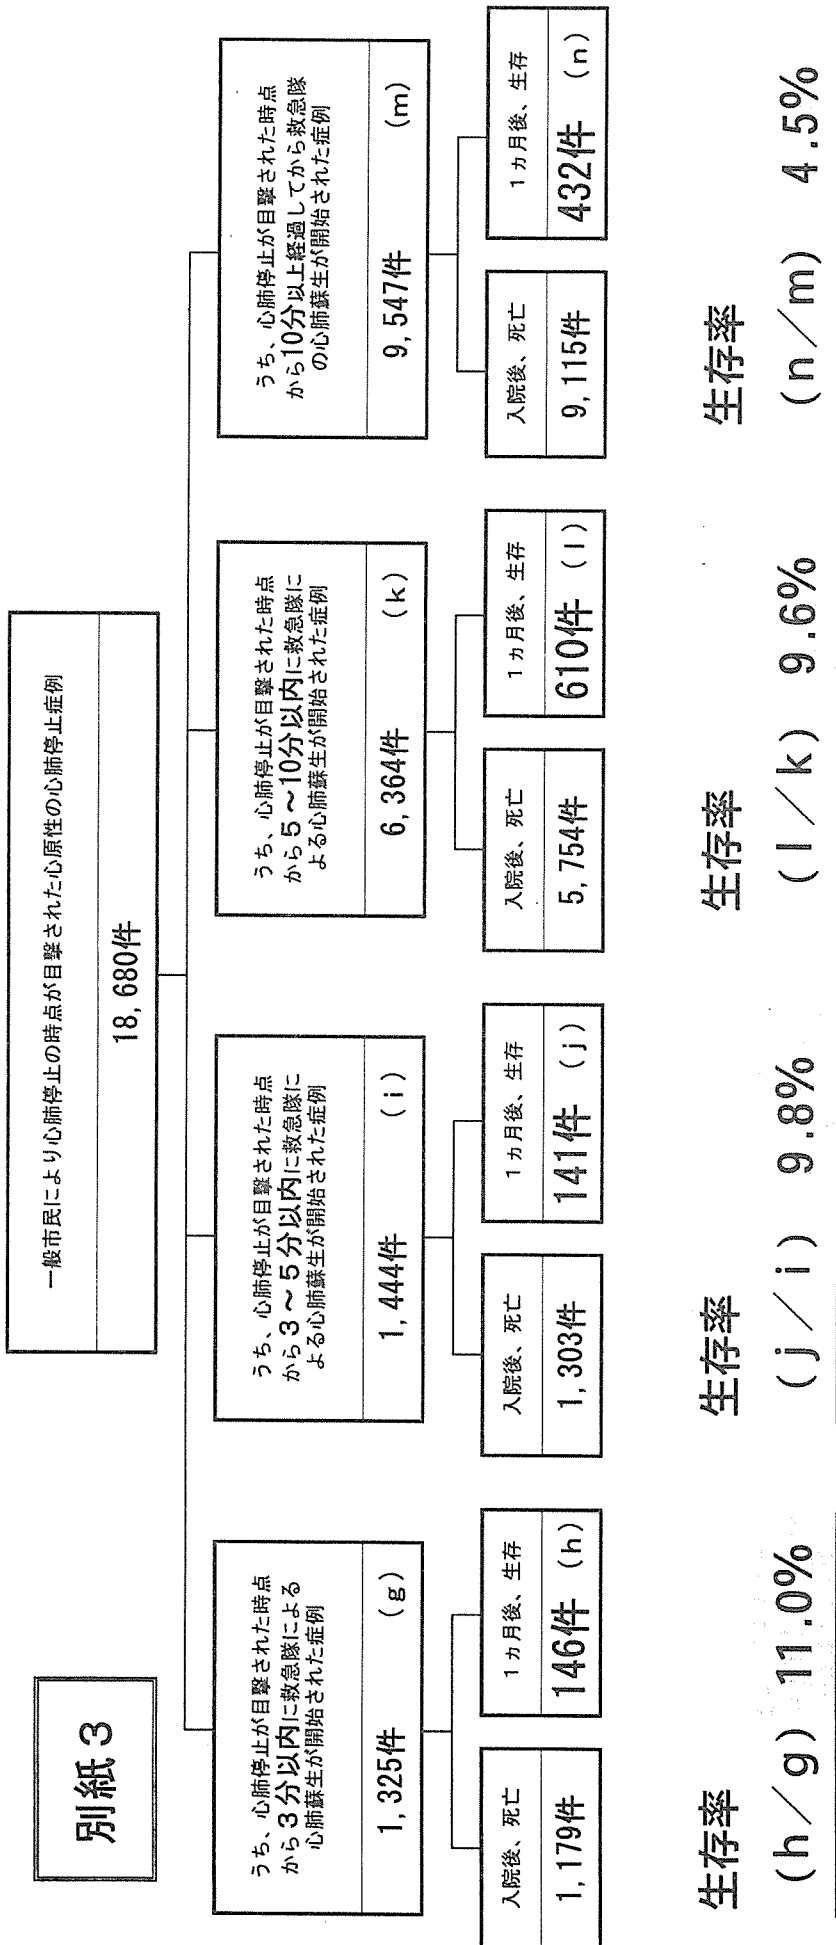 別紙3
一般市民により心肺停止の時点が目撃された心原性の心肺停止症例
18,680件
うち、心肺停止が目撃された時点
から3分以内に救急隊による
心肺蘇生が開始された症例
1,325件 (g)
入院後、死亡
1,179件
1ヵ月後、生存
146件 (h)
生存率
(h/g) 11.0%
うち、心肺停止が目撃された時点
から3~5分以内に救急隊に
よる心肺蘇生が開始された症例
1,444件 (i)
入院後、死亡
1,303件
1ヵ月後、生存
141件 (j)
生存率
(j/i) 9.8%
うち、心肺停止が目撃された時点
から5~10分以内に救急隊に
よる心肺蘇生が開始された症例
6,364件 (k)
入院後、死亡
5,754件
1ヵ月後、生存
610件 (l)
生存率
(l/k) 9.6%
うち、心肺停止が目撃された時点
から10分以上経過してから救急隊
の心肺蘇生が開始された症例
9,547件 (m)
入院後、死亡
9,115件
1ヵ月後、生存
432件 (n)
生存率
(n/m) 4.5%